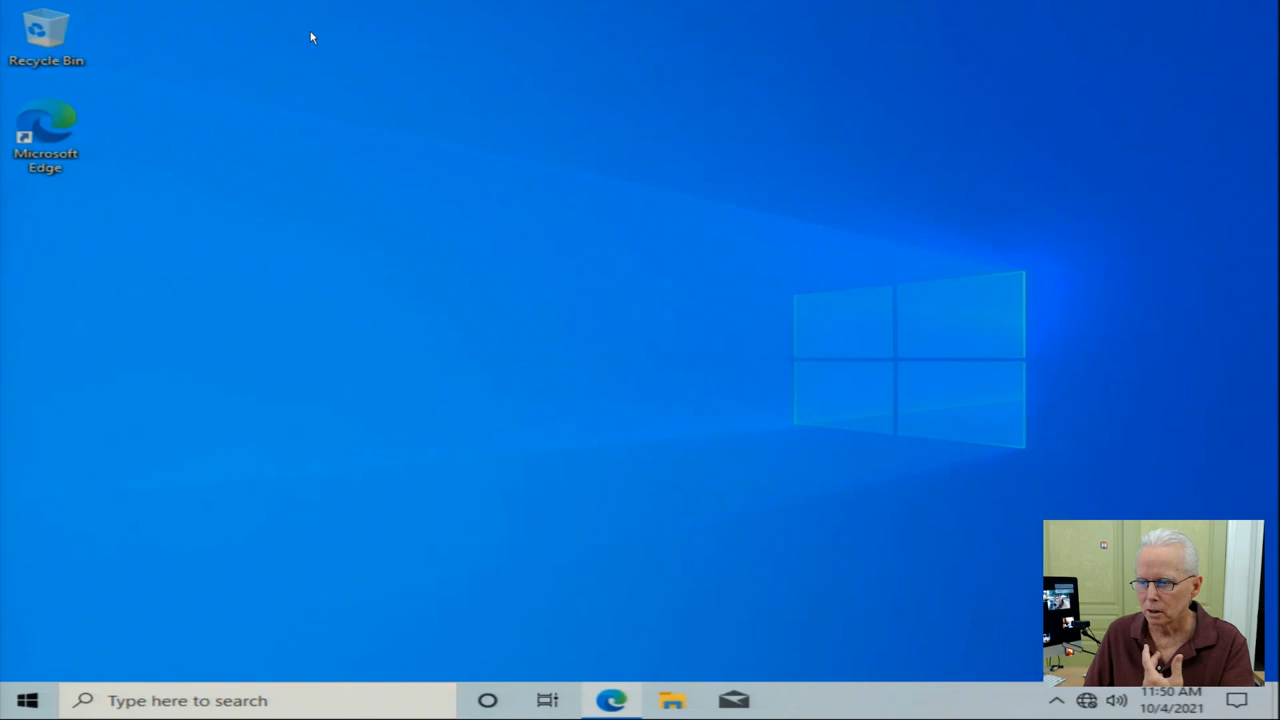 Recycle Bin
Microsoft
Edge
Type here to search
11:50 AM
10/4/2021